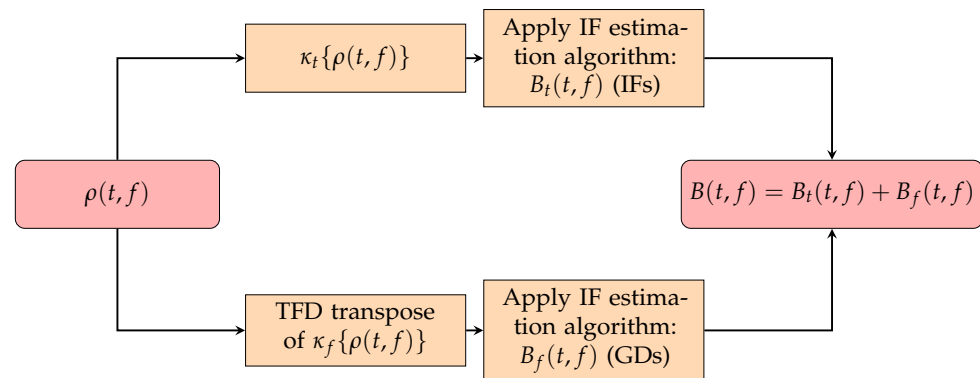 κ_t{ρ(t, f)}
Apply IF estima-
tion algorithm:
B_t(t, f) (IFs)
ρ(t, f)
B(t, f) = B_t(t, f) + B_f(t, f)
TFD transpose
of κ_f{ρ(t, f)}
Apply IF estima-
tion algorithm:
B_f(t, f) (GDs)